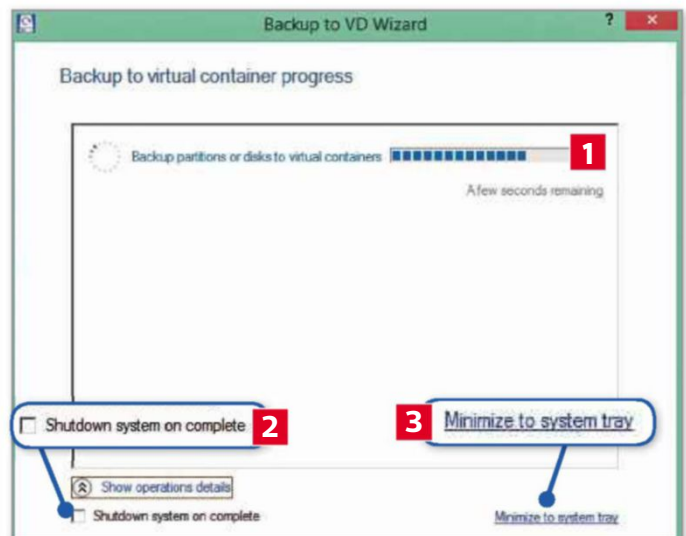 Backup to VD Wizard ?
Backup to virtual container progress
Backup partitions or disks to virtual containers 1
A few seconds remaining
Shutdown system on complete 2
3 Minimize to system tray
Show operations details
Shutdown system on complete
Minimize to system tray